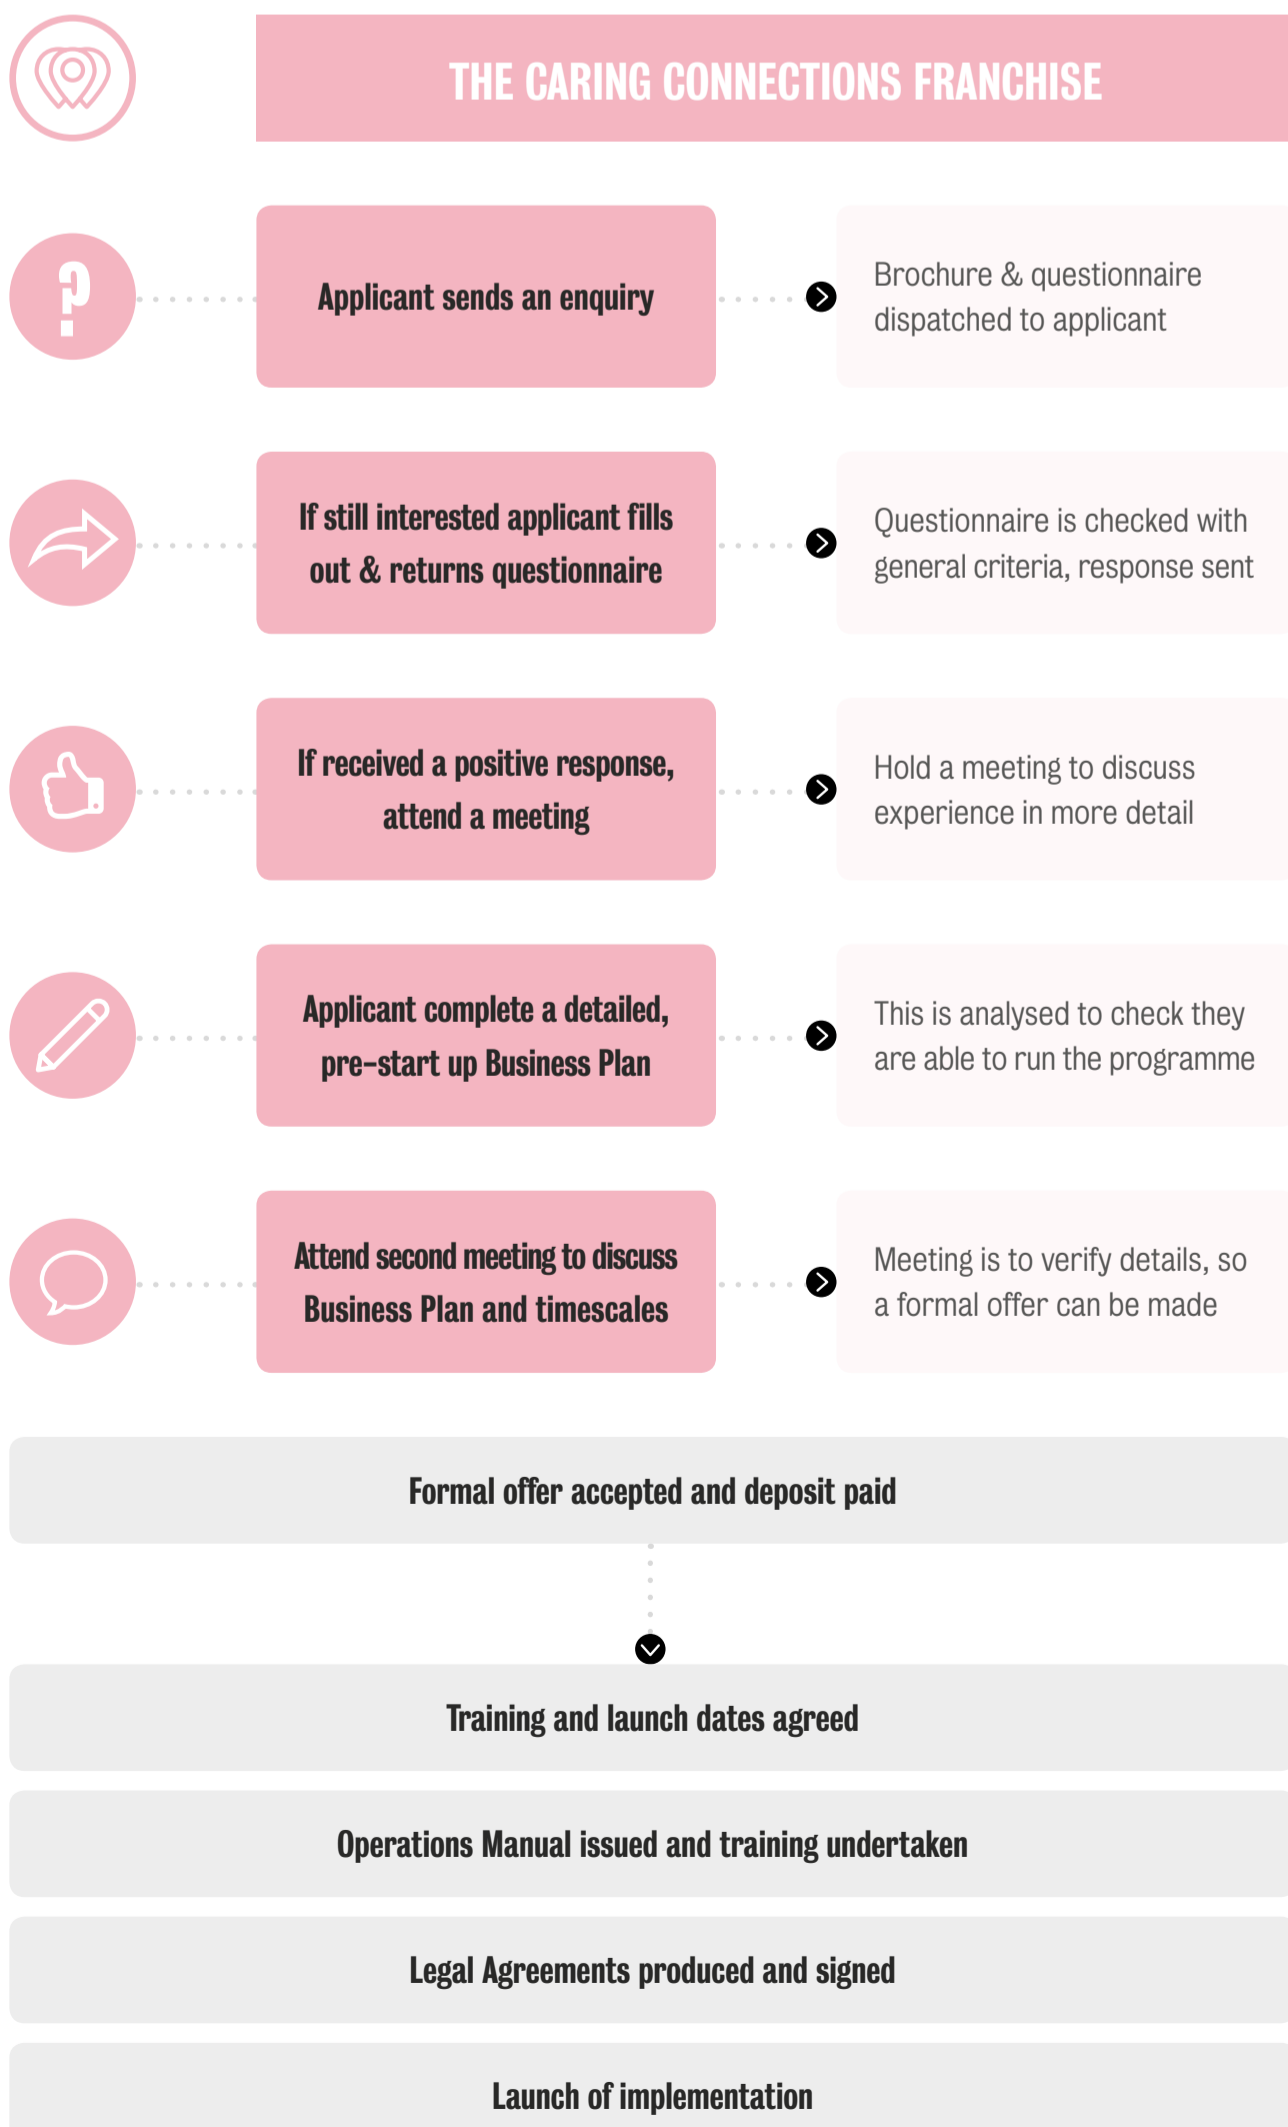 THE CARING CONNECTIONS FRANCHISE
?
Applicant sends an enquiry
Brochure & questionnaire
dispatched to applicant
If still interested applicant fills
out & returns questionnaire
Questionnaire is checked with
general criteria, response sent
If received a positive response,
attend a meeting
Hold a meeting to discuss
experience in more detail
Applicant complete a detailed,
pre-start up Business Plan
This is analysed to check they
are able to run the programme
Attend second meeting to discuss
Business Plan and timescales
Meeting is to verify details, so
a formal offer can be made
Formal offer accepted and deposit paid
Training and launch dates agreed
Operations Manual issued and training undertaken
Legal Agreements produced and signed
Launch of implementation